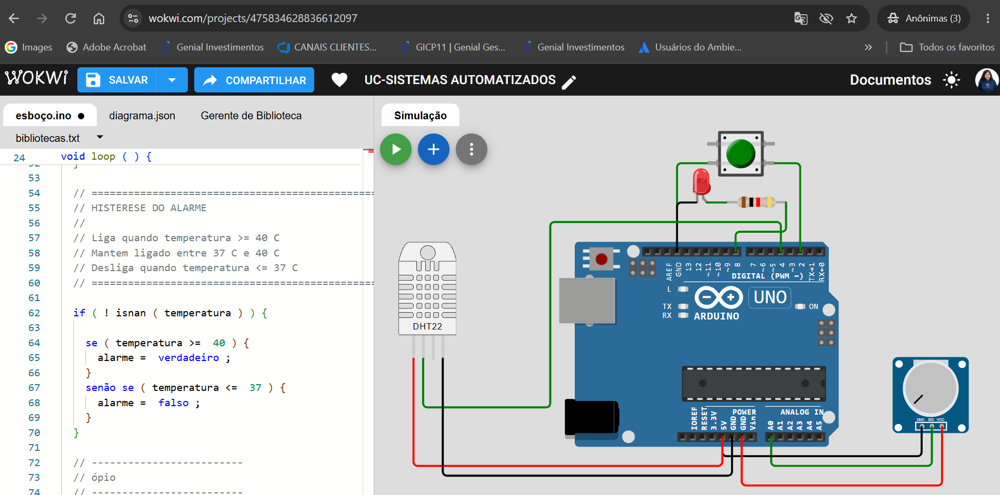 wokwi.com/projects/475834628836612097
Anônimas (3)
Images
Adobe Acrobat
Genial Investimentos
CANAIS CLIENTES...
GICP11 | Genial Ges...
Genial Investimentos
Usuários do Ambie...
»
Todos os favoritos
WOKWi
SALVAR
COMPARTILHAR
UC-SISTEMAS AUTOMATIZADOS
Documentos
esboço.ino ●
diagrama.json
Gerente de Biblioteca
bibliotecas.txt
Simulação
24 void loop ( ) {
52 }
53
54 // ===============================================
55 // HISTERESE DO ALARME
56 //
57 // Liga quando temperatura >= 40 C
58 // Mantem ligado entre 37 C e 40 C
59 // Desliga quando temperatura <= 37 C
60 // ===============================================
61
62 if ( ! isnan ( temperatura ) ) {
63
64 se ( temperatura >= 40 ) {
65 alarme = verdadeiro ;
66 }
67 senão se ( temperatura <= 37 ) {
68 alarme = falso ;
69 }
70 }
71
72 // -------------------------
73 // ópio
74 // -------------------------
DHT22
AREF
GND
13
12
~11
~10
~9
8
7
~6
~5
4
~3
2
TX→1
RX←0
DIGITAL (PWM ~)
L
TX
RX
ARDUINO
UNO
ON
IOREF
RESET
3.3V
5V
GND
GND
Vin
POWER
ANALOG IN
A0
A1
A2
A3
A4
A5
GND SIG VCC